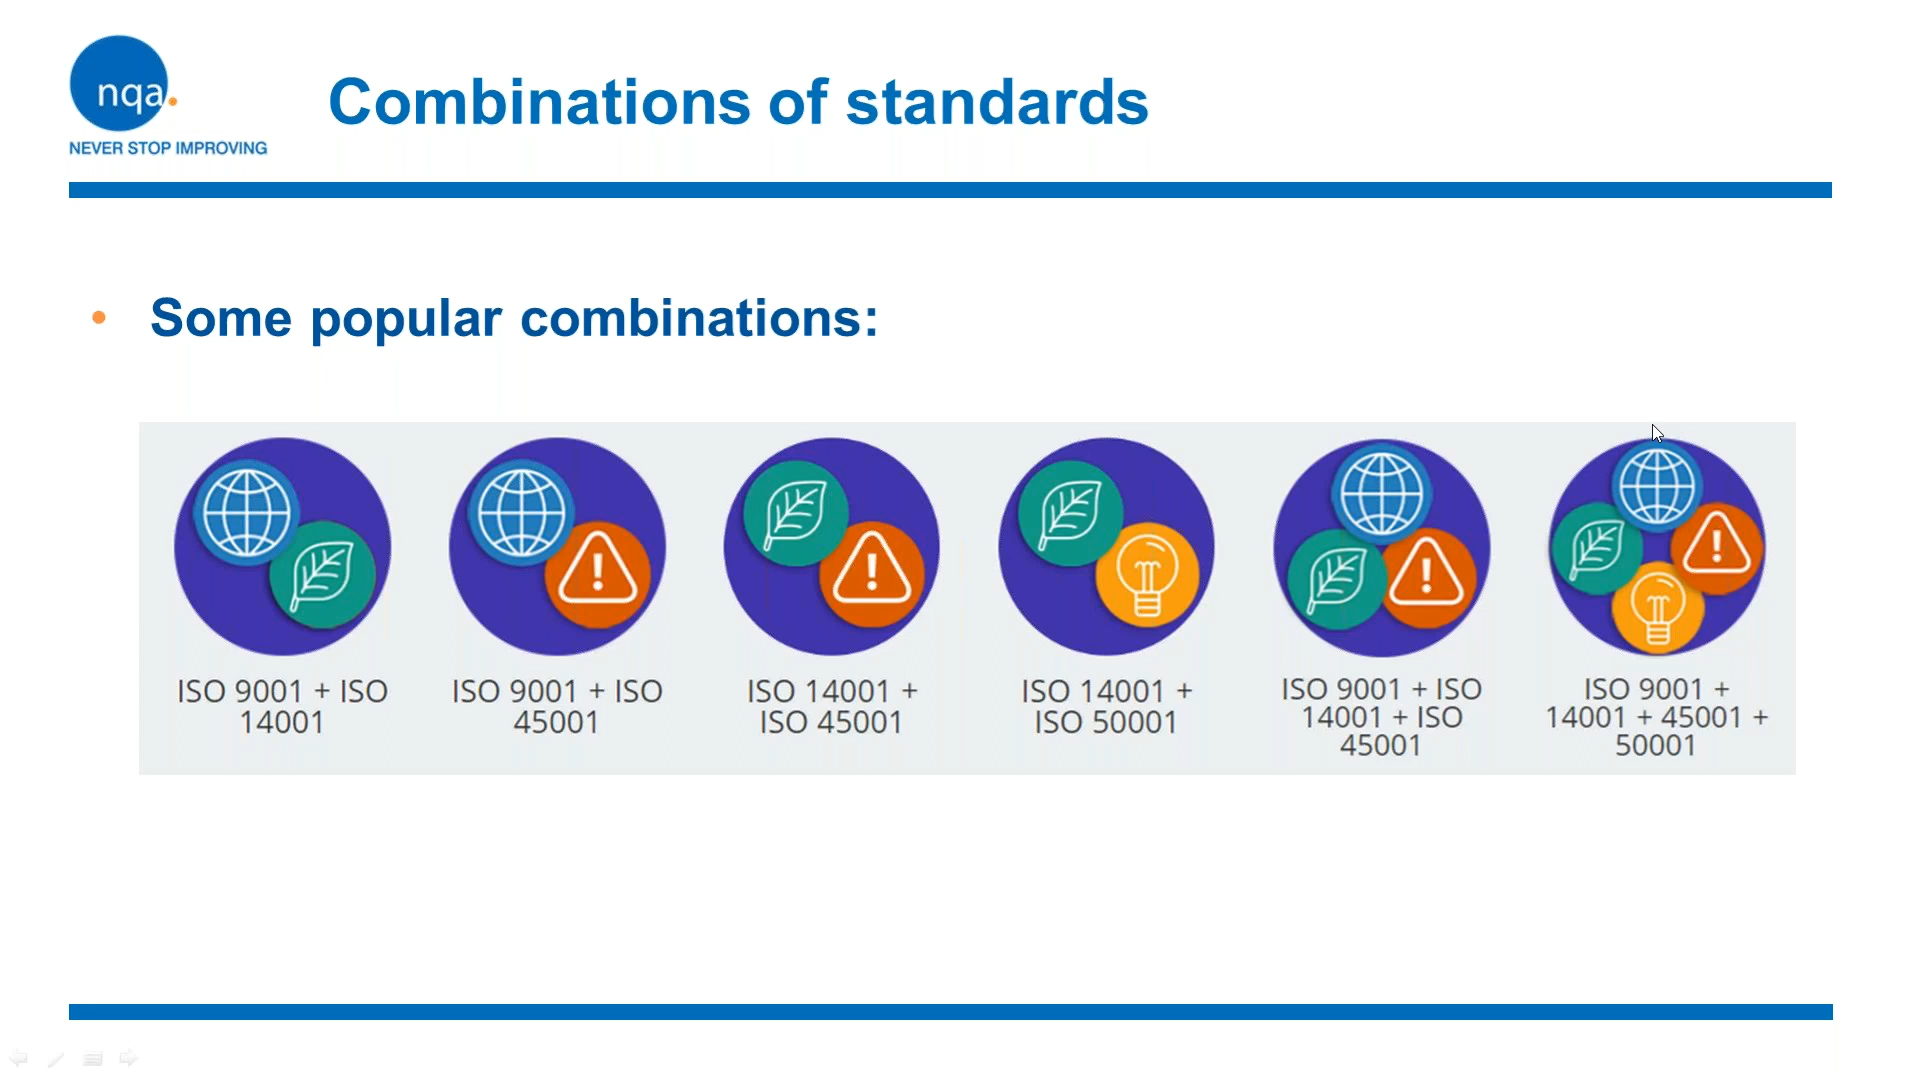 nqa.
NEVER STOP IMPROVING
Combinations of standards
• Some popular combinations:
ISO 9001 + ISO
14001
ISO 9001 + ISO
45001
ISO 14001 +
ISO 45001
ISO 14001 +
ISO 50001
ISO 9001 + ISO
14001 + ISO
45001
ISO 9001 +
14001 + 45001 +
50001